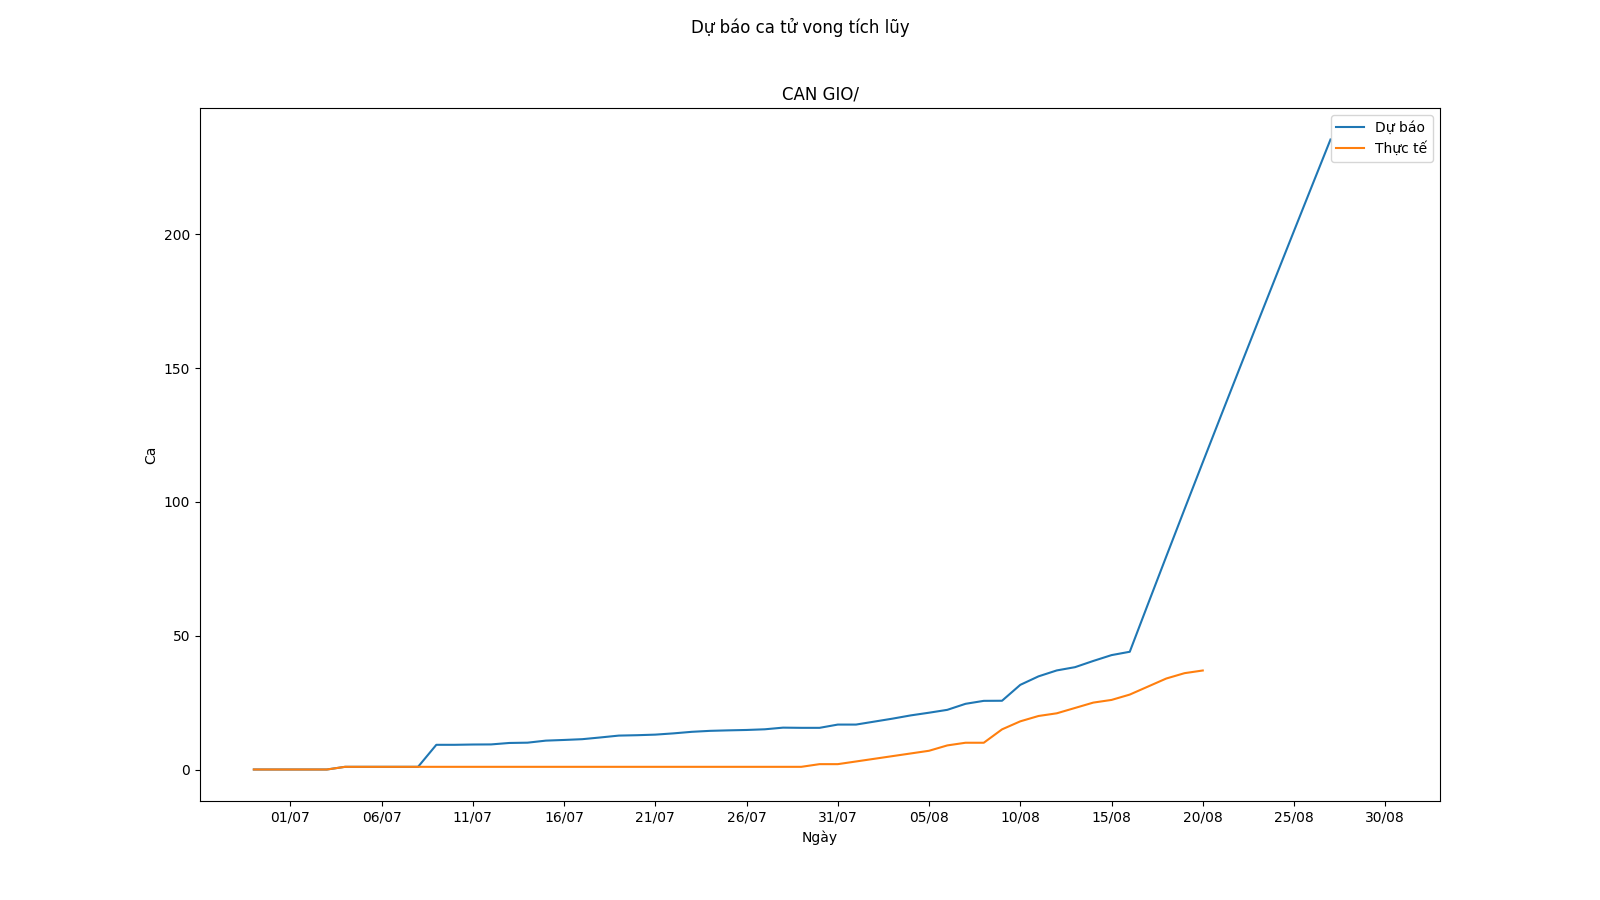 Dự báo ca tử vong tích lũy
CAN GIO/
Dự báo
Thực tế
200
150
100
50
0
Ca
01/07 06/07 11/07 16/07 21/07 26/07 31/07 05/08 10/08 15/08 20/08 25/08 30/08
Ngày